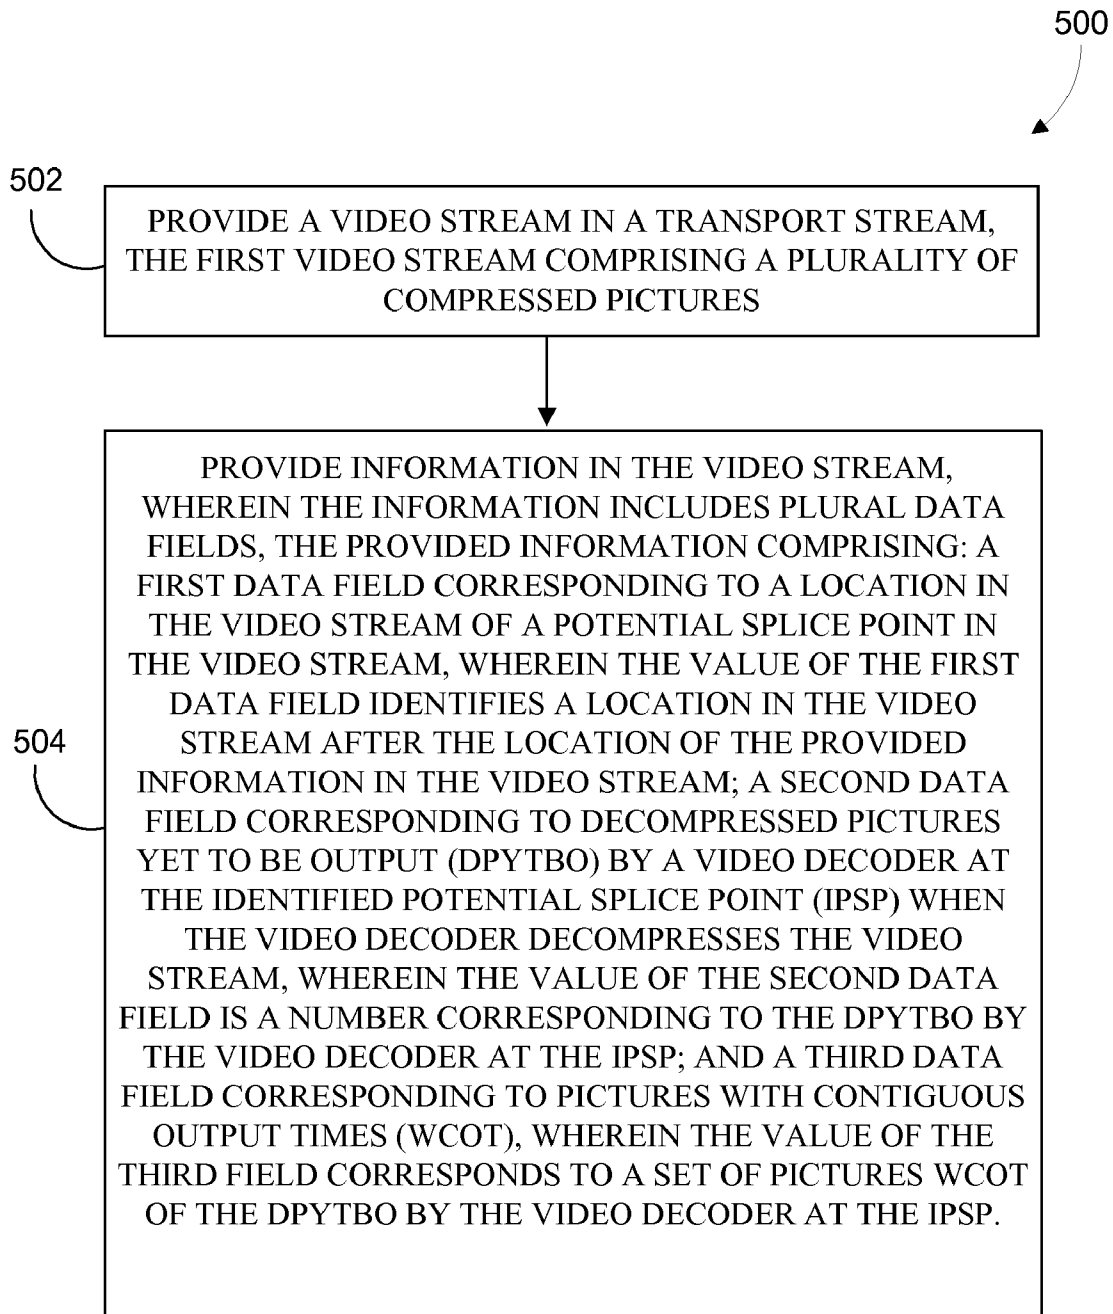 500
502
PROVIDE A VIDEO STREAM IN A TRANSPORT STREAM,
THE FIRST VIDEO STREAM COMPRISING A PLURALITY OF
COMPRESSED PICTURES
504
PROVIDE INFORMATION IN THE VIDEO STREAM,
WHEREIN THE INFORMATION INCLUDES PLURAL DATA
FIELDS, THE PROVIDED INFORMATION COMPRISING: A
FIRST DATA FIELD CORRESPONDING TO A LOCATION IN
THE VIDEO STREAM OF A POTENTIAL SPLICE POINT IN
THE VIDEO STREAM, WHEREIN THE VALUE OF THE FIRST
DATA FIELD IDENTIFIES A LOCATION IN THE VIDEO
STREAM AFTER THE LOCATION OF THE PROVIDED
INFORMATION IN THE VIDEO STREAM; A SECOND DATA
FIELD CORRESPONDING TO DECOMPRESSED PICTURES
YET TO BE OUTPUT (DPYTBO) BY A VIDEO DECODER AT
THE IDENTIFIED POTENTIAL SPLICE POINT (IPSP) WHEN
THE VIDEO DECODER DECOMPRESSES THE VIDEO
STREAM, WHEREIN THE VALUE OF THE SECOND DATA
FIELD IS A NUMBER CORRESPONDING TO THE DPYTBO BY
THE VIDEO DECODER AT THE IPSP; AND A THIRD DATA
FIELD CORRESPONDING TO PICTURES WITH CONTIGUOUS
OUTPUT TIMES (WCOT), WHEREIN THE VALUE OF THE
THIRD FIELD CORRESPONDS TO A SET OF PICTURES WCOT
OF THE DPYTBO BY THE VIDEO DECODER AT THE IPSP.